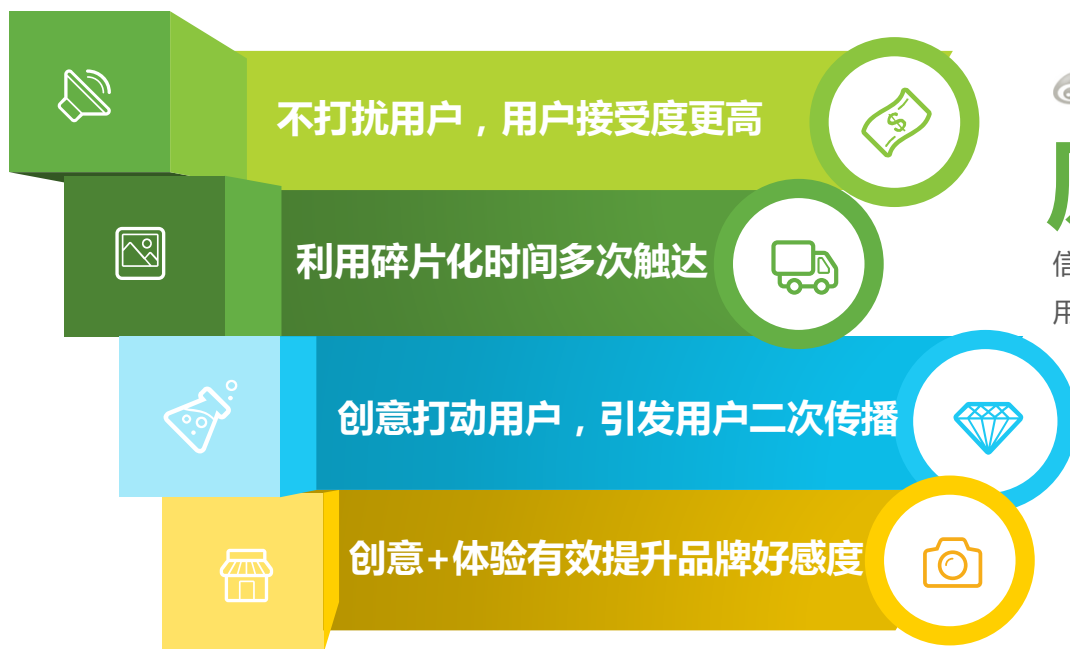 不打扰用户，用户接受度更高
利用碎片化时间多次触达
创意打动用户，引发用户二次传播
创意+体验有效提升品牌好感度
信
用